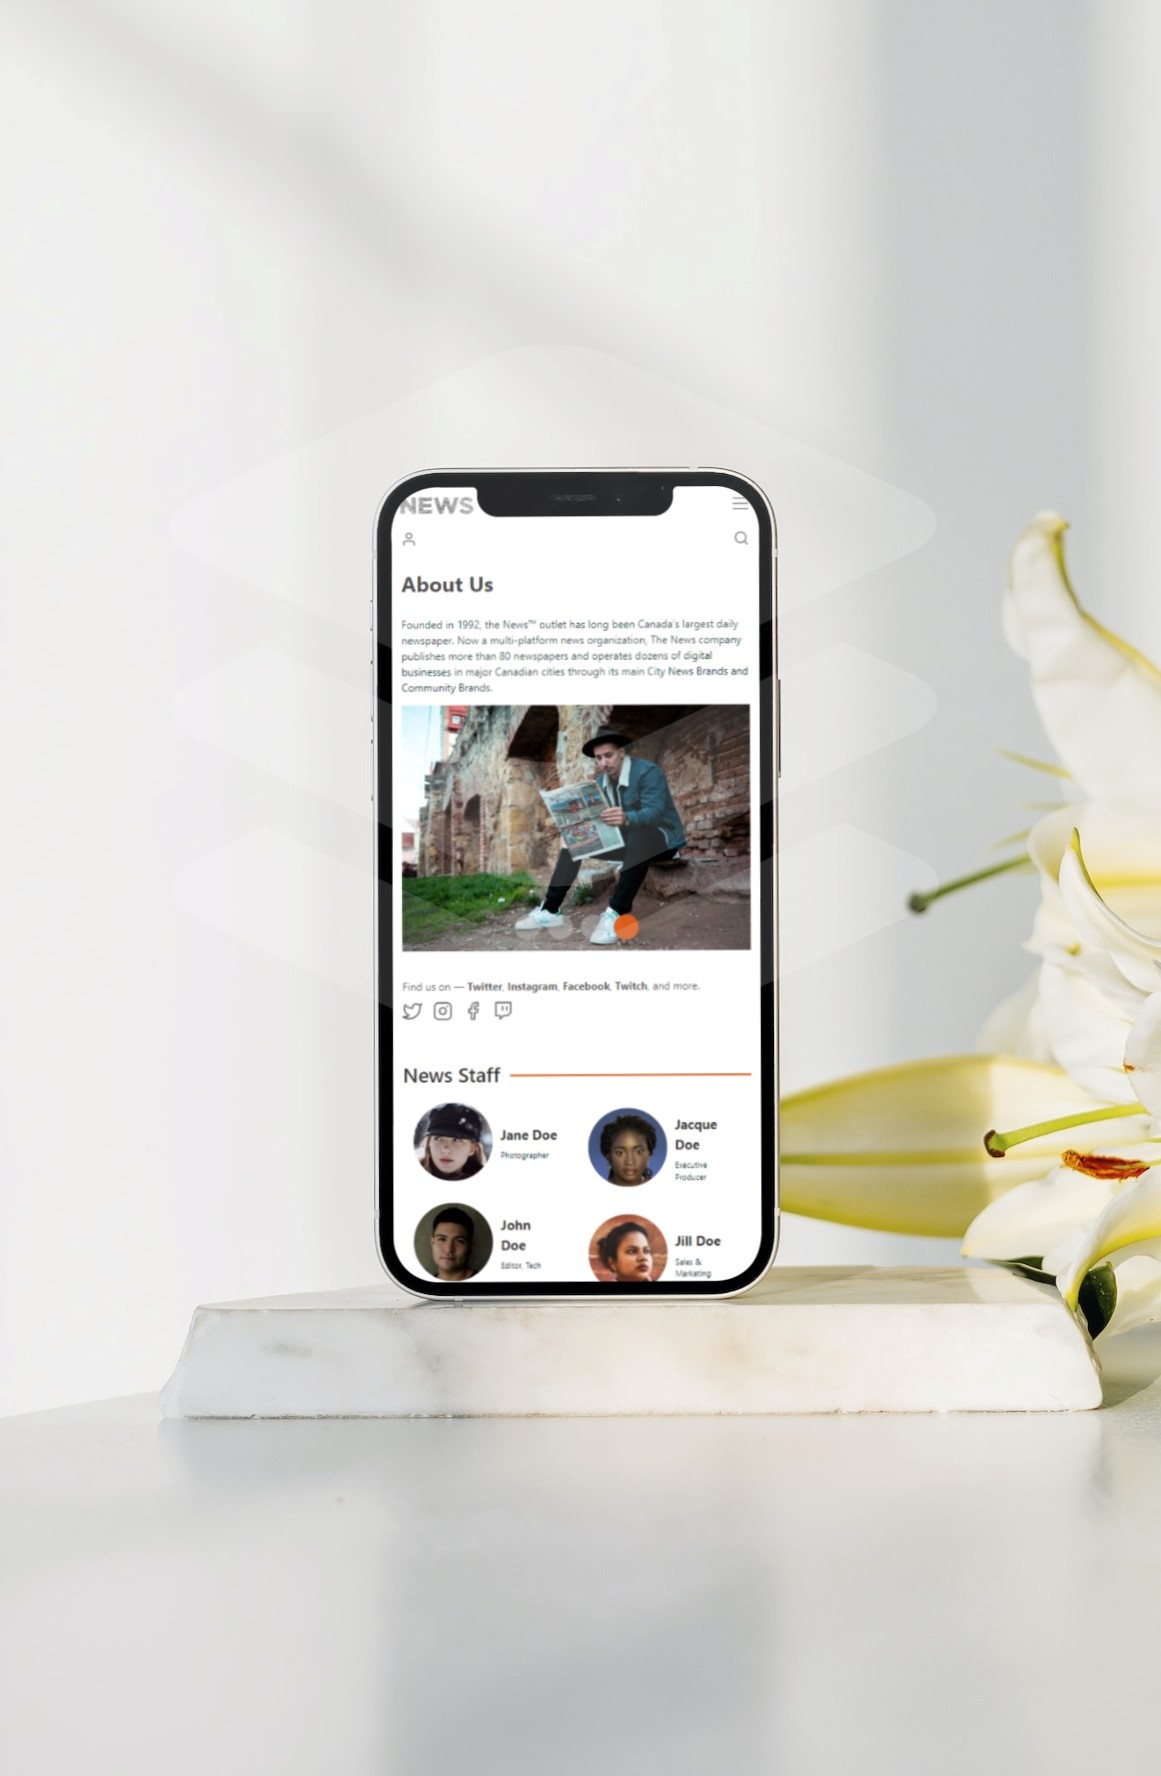 NEWS
About Us
Founded in 1992, the News™ outlet has long been Canada's largest daily
newspaper. Now a multi-platform news organization, The News company
publishes more than 80 newspapers and operates dozens of digital
businesses in major Canadian cities through its main City News Brands and
Community Brands.
Find us on — Twitter, Instagram, Facebook, Twitch, and more.
News Staff
Jane Doe
Photographer
Jacque
Doe
Executive
Producer
John
Doe
Editor, Tech
Jill Doe
Sales &
Marketing